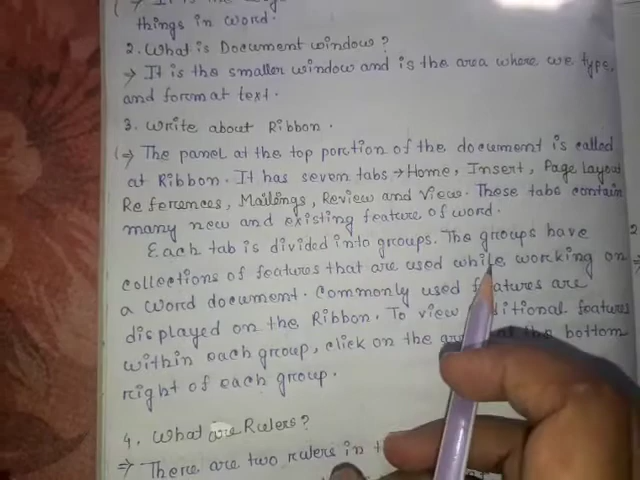 things in word.
2. What is Document window?
→ It is the smaller window and is the area where we type, and format text.
3. Write about Ribbon.
⇒ The panel at the top portion of the document is called
at Ribbon. It has seven tabs → Home, Insert, Page Layout
References, Mailings, Review and View. These tabs contain
many new and existing feature of word.
Each tab is divided into groups. The groups have
collections of features that are used while working on
a word document. Commonly used features are
displayed on the Ribbon. To view features
within each group, click on the at the bottom
right of each group.
4. What are Rulers?
⇒ There are two rulers in